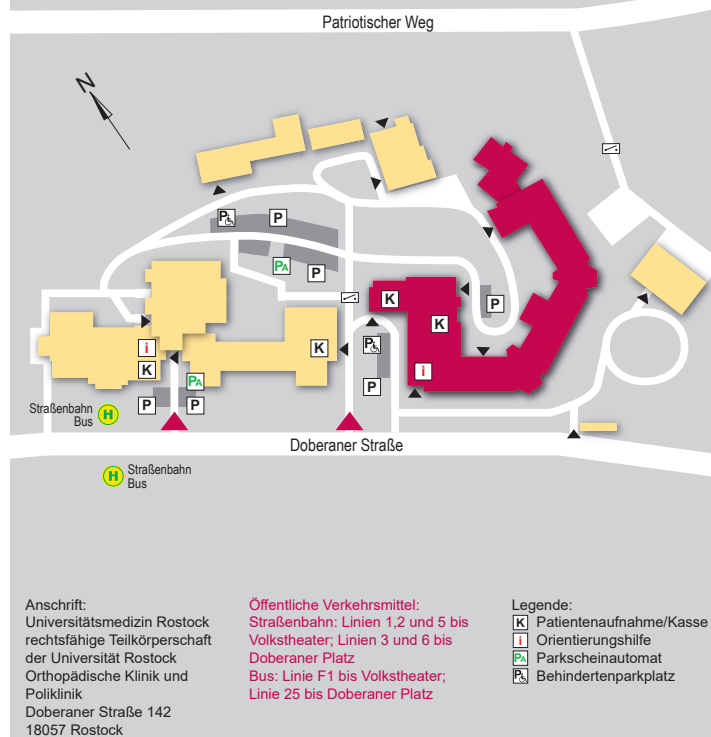 Patriotischer Weg
N
P
P
PA
P
P
K
K
i
K
K
P
i
K
PA
P
P
P
Straßenbahn
Bus
H
Doberaner Straße
H
Straßenbahn
Bus
Anschrift:
Universitätsmedizin Rostock
rechtsfähige Teilkörperschaft
der Universität Rostock
Orthopädische Klinik und
Poliklinik
Doberaner Straße 142
18057 Rostock
Öffentliche Verkehrsmittel:
Straßenbahn: Linien 1,2 und 5 bis
Volkstheater; Linien 3 und 6 bis
Doberaner Platz
Bus: Linie F1 bis Volkstheater;
Linie 25 bis Doberaner Platz
Legende:
K Patientenaufnahme/Kasse
i Orientierungshilfe
PA Parkscheinautomat
P Behindertenparkplatz